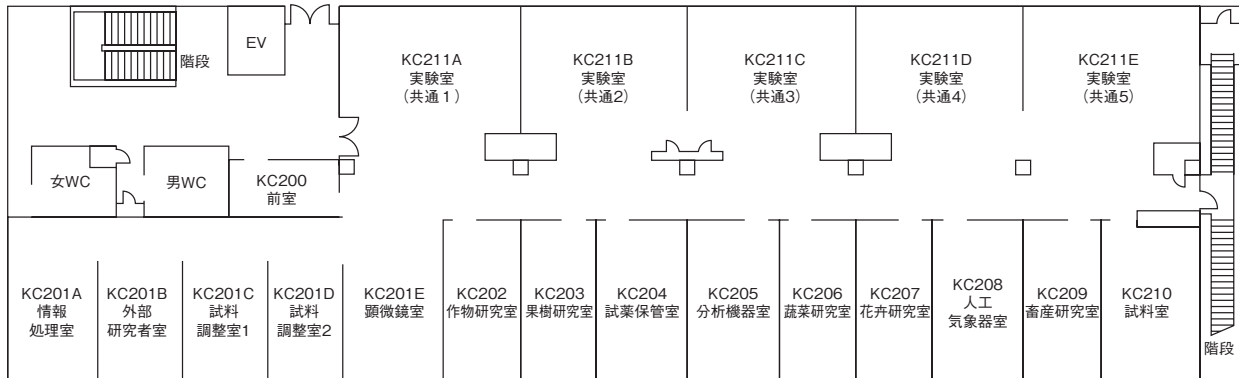 階段
EV
KC211A
実験室
（共通１）
KC211B
実験室
（共通2）
KC211C
実験室
（共通3）
KC211D
実験室
（共通4）
KC211E
実験室
（共通5）
女WC
男WC
KC200
前室
KC201A
情報
処理室
KC201B
外部
研究者室
KC201C
試料
調整室1
KC201D
試料
調整室2
KC201E
顕微鏡室
KC202
作物研究室
KC203
果樹研究室
KC204
試薬保管室
KC205
分析機器室
KC206
蔬菜研究室
KC207
花卉研究室
KC208
人工
気象器室
KC209
畜産研究室
KC210
試料室
階段